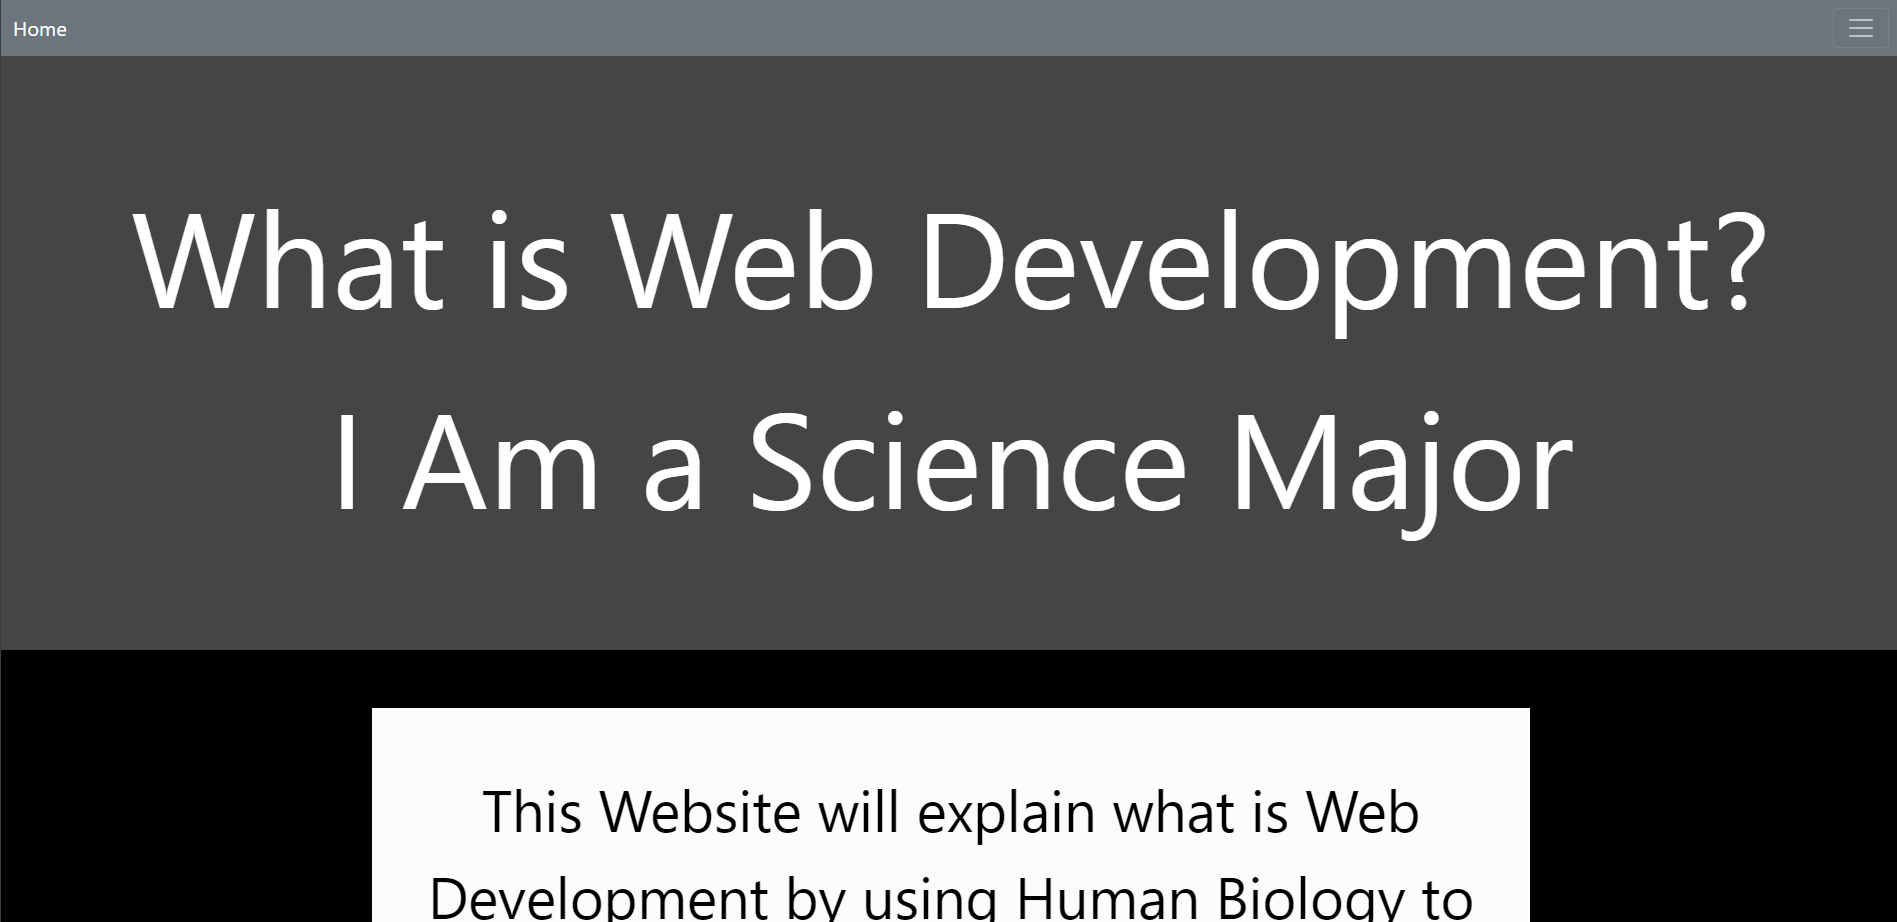 Home
What is Web Development?
I Am a Science Major
This Website will explain what is Web
Development by using Human Biology to